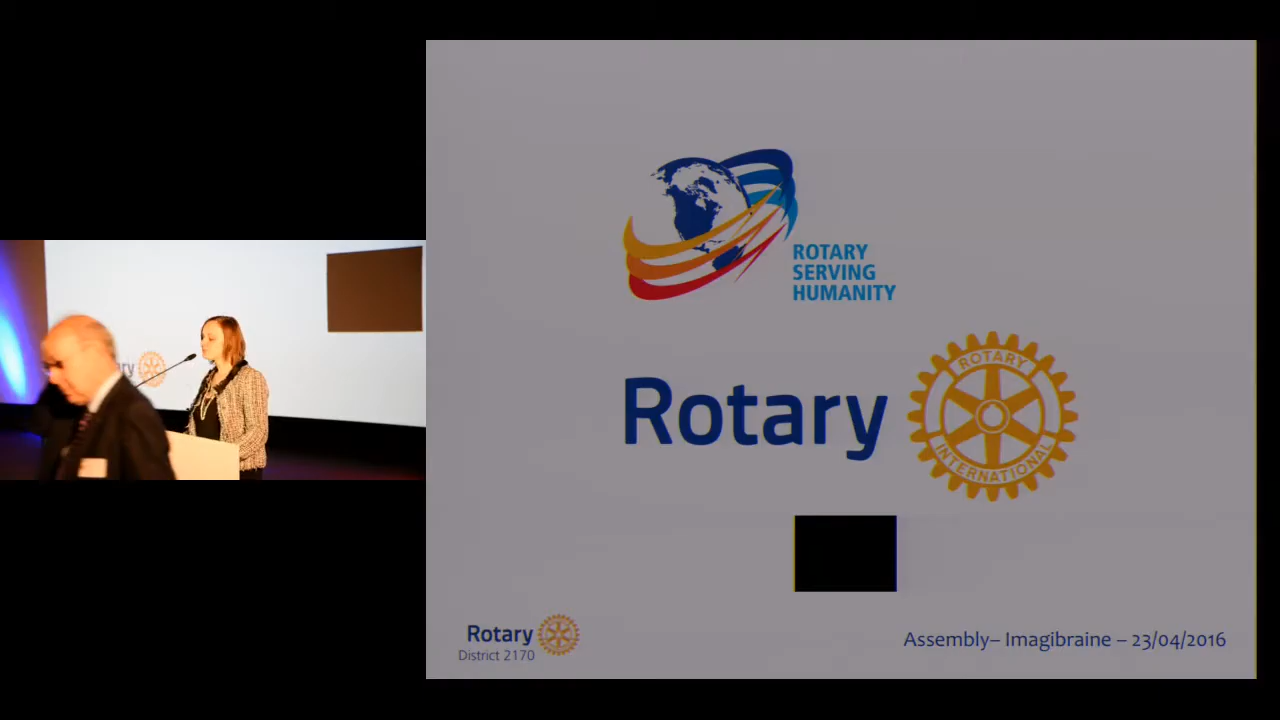 ROTARY
SERVING
HUMANITY
Rotary
ROTARY
INTERNATIONAL
Rotary
District 2170
Assembly– Imagibraine – 23/04/2016